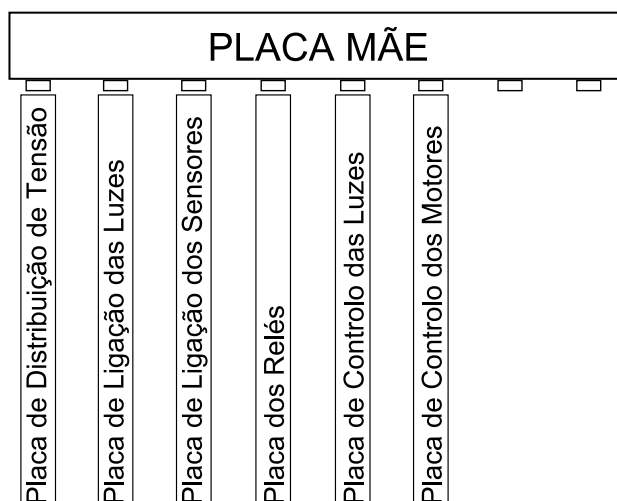 PLACA MÃE
Placa de Distribuição de Tensão
Placa de Ligação das Luzes
Placa de Ligação dos Sensores
Placa dos Relés
Placa de Controlo das Luzes
Placa de Controlo dos Motores